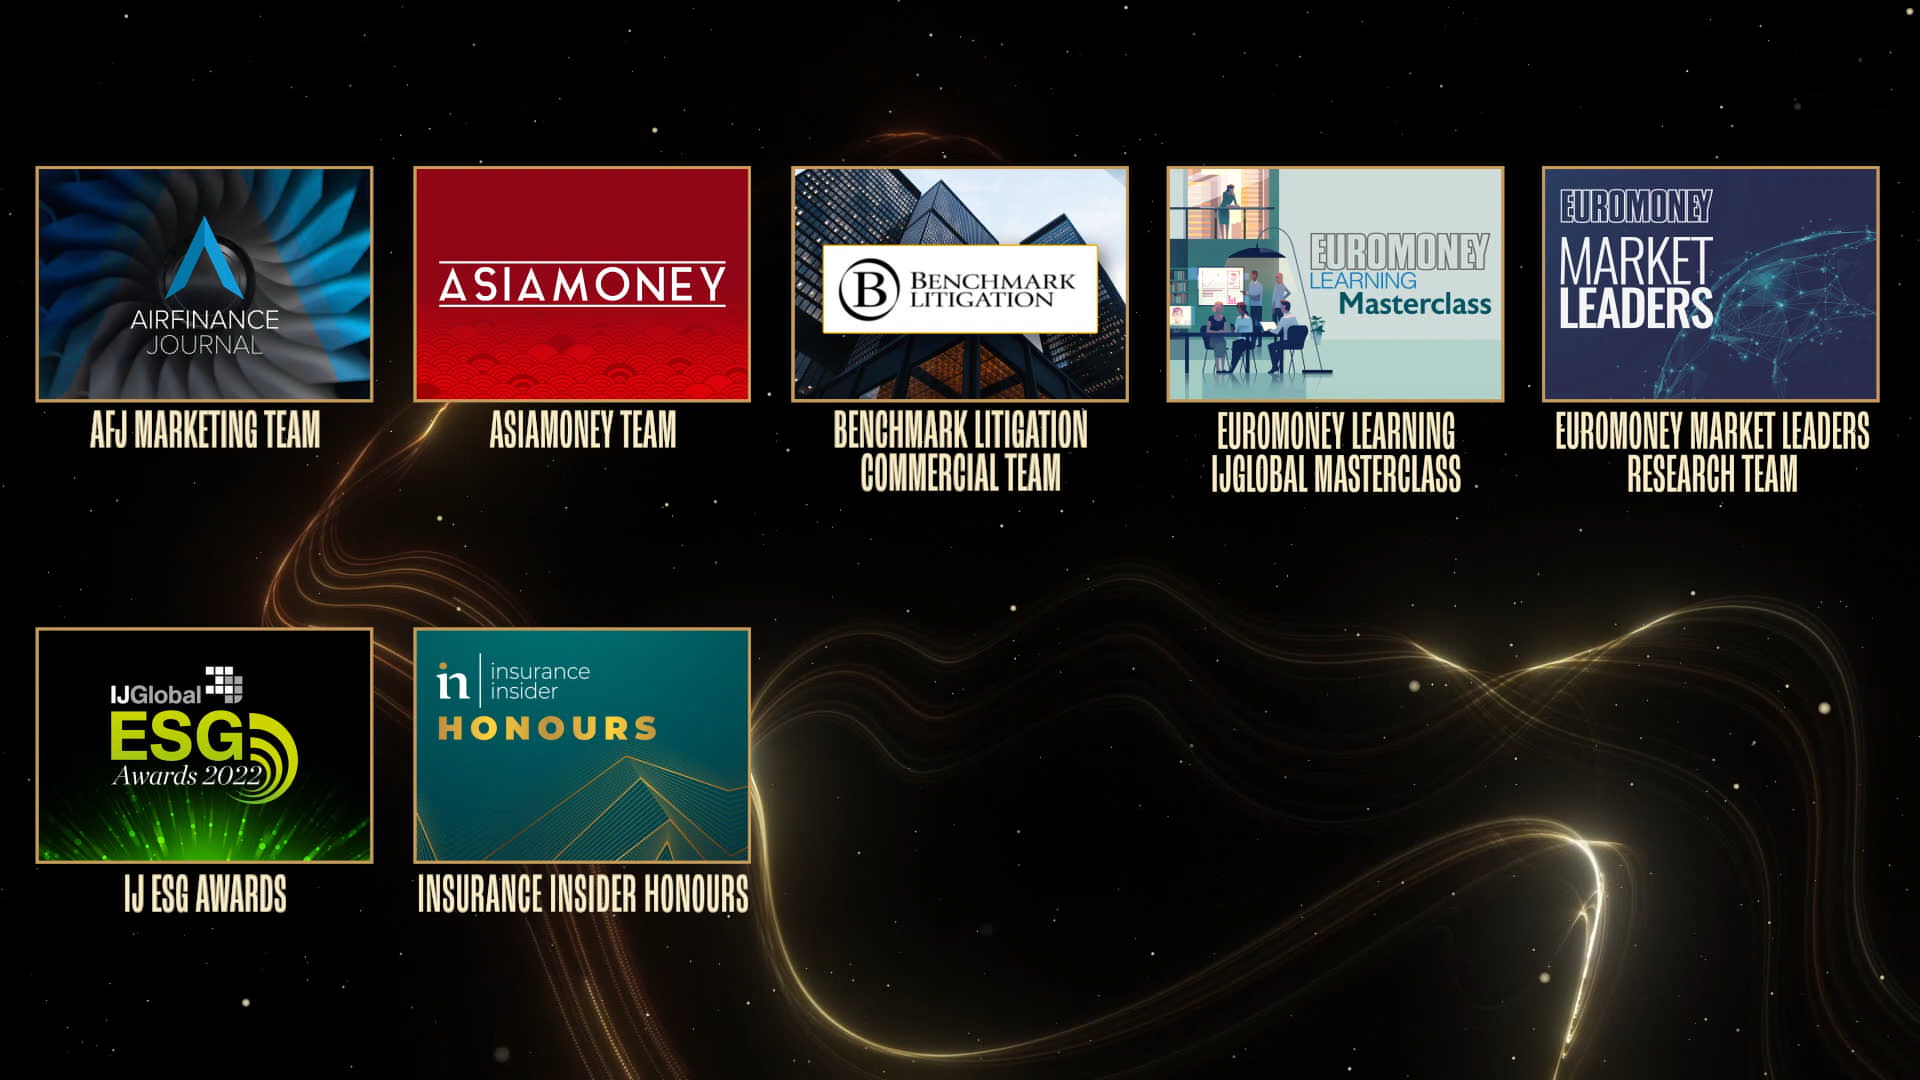 AIRFINANCE
JOURNAL
AFJ MARKETING TEAM
ASIAMONEY
ASIAMONEY TEAM
B
BENCHMARK
LITIGATION
BENCHMARK LITIGATION
COMMERCIAL TEAM
EUROMONEY
LEARNING
Masterclass
EUROMONEY LEARNING
IJGLOBAL MASTERCLASS
EUROMONEY
MARKET
LEADERS
EUROMONEY MARKET LEADERS
RESEARCH TEAM
IJGlobal
ESG
Awards 2022
IJ ESG AWARDS
in
insurance
insider
HONOURS
INSURANCE INSIDER HONOURS